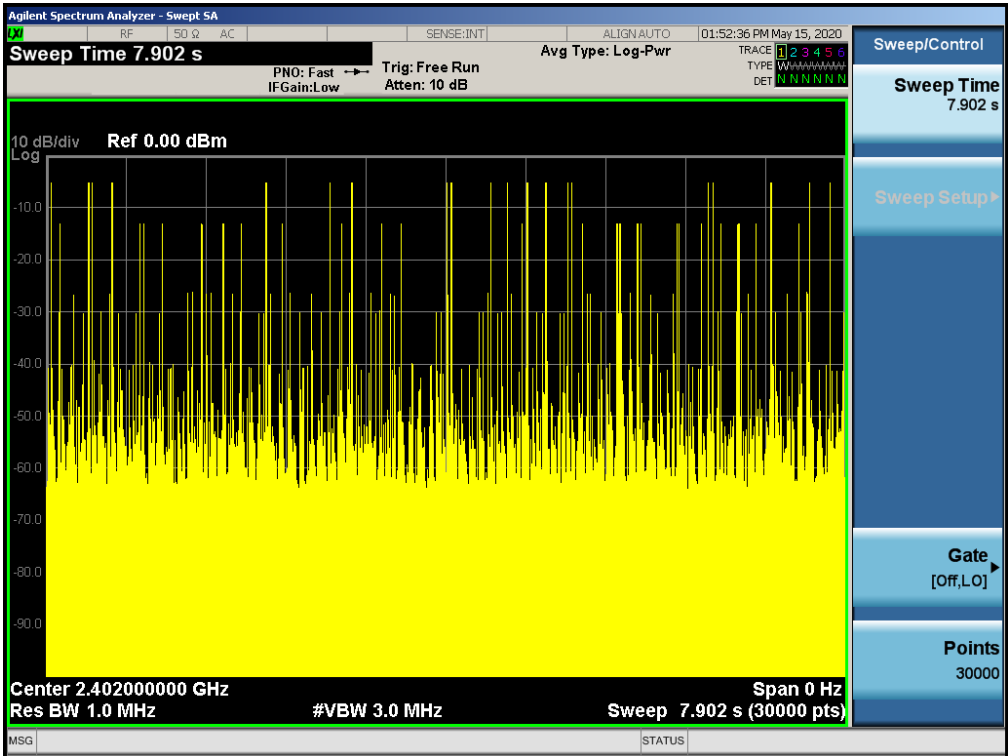 Agilent Spectrum Analyzer - Swept SA
LXI RF 50 Ω AC SENSE:INT ALIGN AUTO 01:52:36 PM May 15, 2020
Sweep Time 7.902 s
PNO: Fast
IFGain:Low
Trig: Free Run
Atten: 10 dB
Avg Type: Log-Pwr
TRACE 1 2 3 4 5 6
TYPE W
DET N N N N N N
10 dB/div Ref 0.00 dBm
Log
-10.0
-20.0
-30.0
-40.0
-50.0
-60.0
-70.0
-80.0
-90.0
Center 2.402000000 GHz Span 0 Hz
Res BW 1.0 MHz #VBW 3.0 MHz Sweep 7.902 s (30000 pts)
MSG STATUS
Sweep/Control
Sweep Time
7.902 s
Sweep Setup
Gate
[Off,LO]
Points
30000